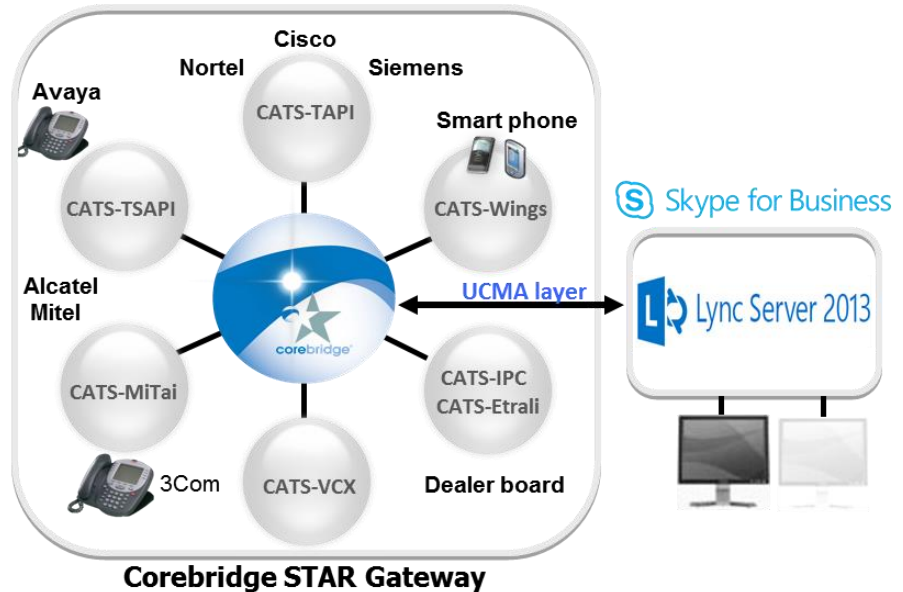 Cisco
Nortel
Siemens
CATS-TAPI
Avaya
Smart phone
CATS-TSAPI
CATS-Wings
S Skype for Business
UCMA layer
L Lync Server 2013
Alcatel
Mitel
corebridge
CATS-MiTai
CATS-IPC
CATS-Etrali
3Com
CATS-VCX
Dealer board
Corebridge STAR Gateway